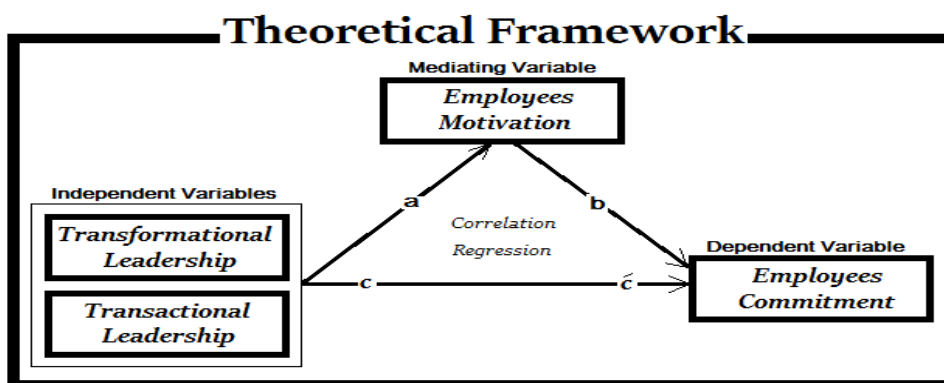 Theoretical Framework
Mediating Variable
Employees
Motivation
Independent Variables
Transformational
Leadership
Transactional
Leadership
a
b
Correlation
Regression
c
ć
Dependent Variable
Employees
Commitment